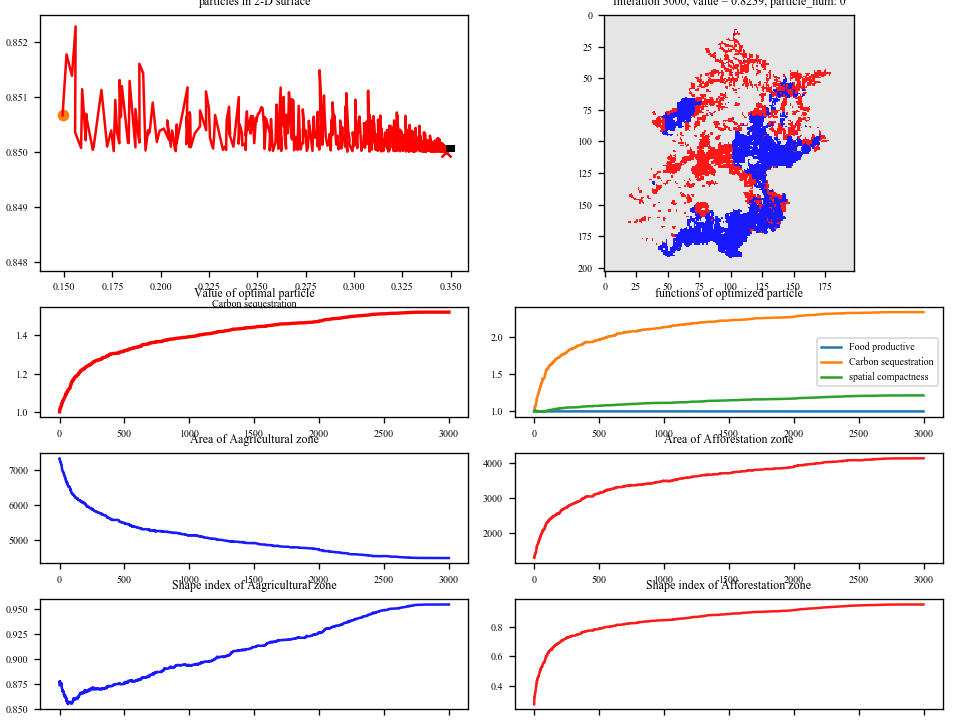 particles in 2-D surface
Interation 3000, value = 0.8239, particle_num: 0
0.852
0.851
0.850
0.849
0.848
0.150 0.175 0.200 0.225 0.250 0.275 0.300 0.325 0.350
Carbon sequestration
0
25
50
75
100
125
150
175
200
0 25 50 75 100 125 150 175
Value of optimal particle
1.4
1.2
1.0
0 500 1000 1500 2000 2500 3000
functions of optimized particle
2.0
1.5
1.0
Food productive
Carbon sequestration
spatial compactness
0 500 1000 1500 2000 2500 3000
Area of Aagricultural zone
7000
6000
5000
0 500 1000 1500 2000 2500 3000
Area of Afforestation zone
4000
3000
2000
0 500 1000 1500 2000 2500 3000
Shape index of Aagricultural zone
0.950
0.925
0.900
0.875
0.850
Shape index of Afforestation zone
0.8
0.6
0.4